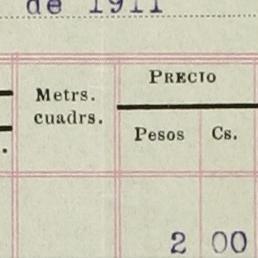 de 1911
Metrs.
cuadrs.
PRECIO
Pesos Cs.
2 00